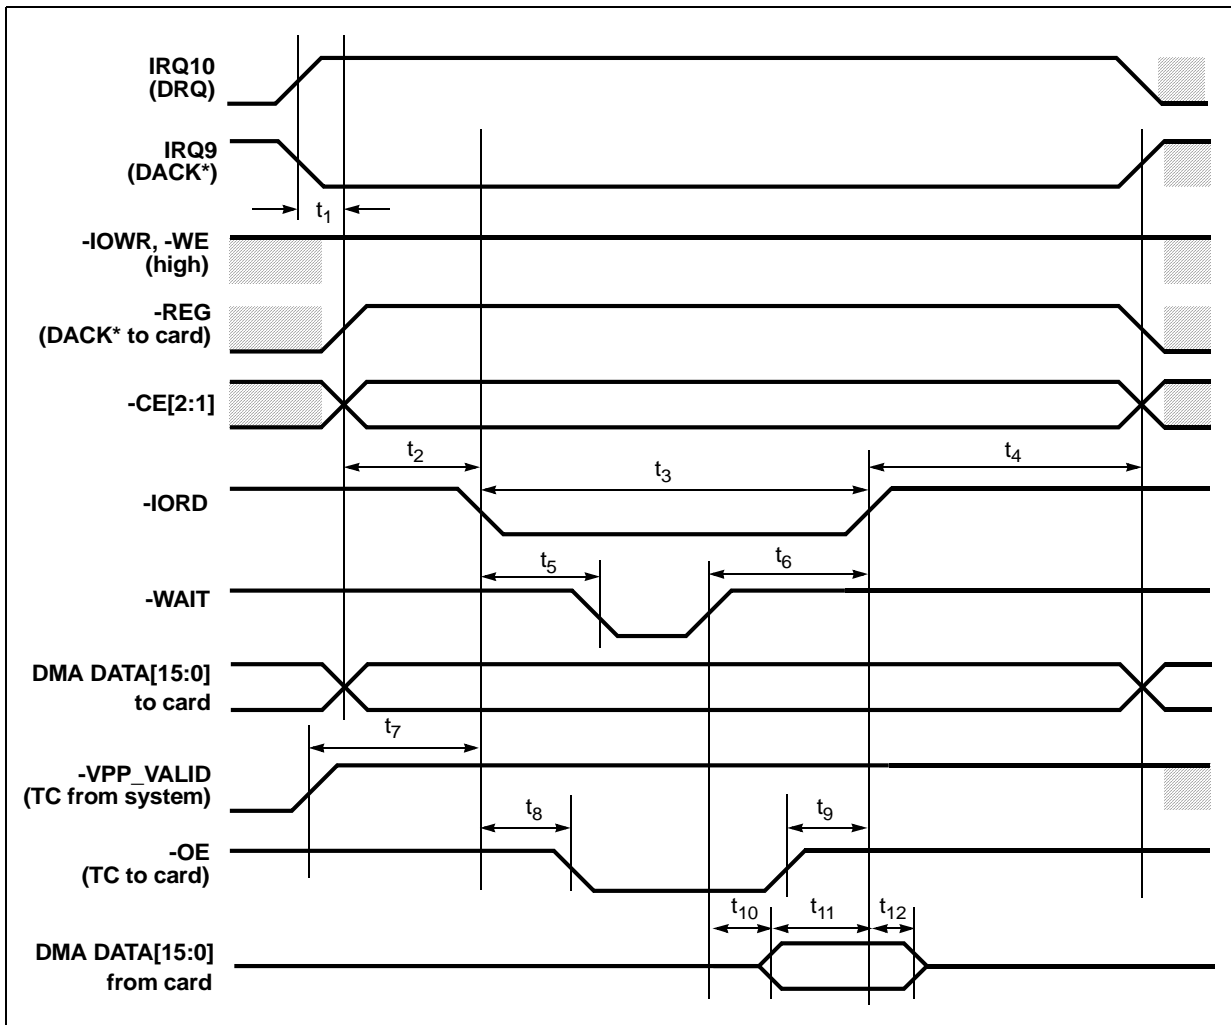 IRQ10
(DRQ)
IRQ9
(DACK*)
t1
-IOWR, -WE
(high)
-REG
(DACK* to card)
-CE[2:1]
t2
t3
t4
-IORD
t5
t6
-WAIT
DMA DATA[15:0]
to card
t7
-VPP_VALID
(TC from system)
t8
t9
-OE
(TC to card)
t10
t11
t12
DMA DATA[15:0]
from card